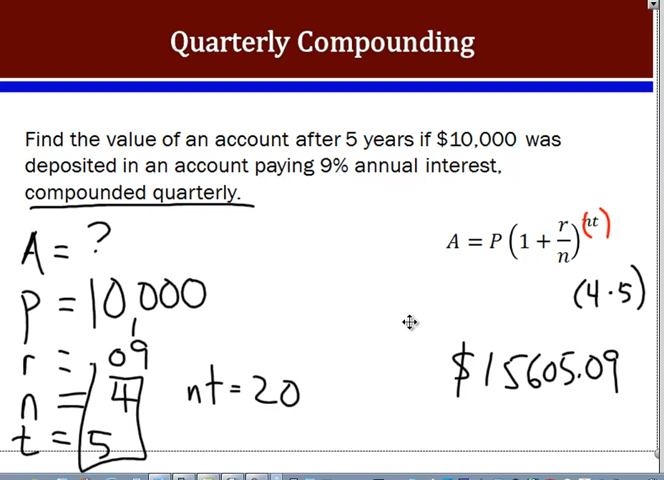 Quarterly Compounding
Find the value of an account after 5 years if $10,000 was
deposited in an account paying 9% annual interest,
compounded quarterly.
A = ?
P = 10,000
r = .09
n = 4
t = 5
nt = 20
A = P(1 + r/n)^(nt)
(4·5)
$15605.09